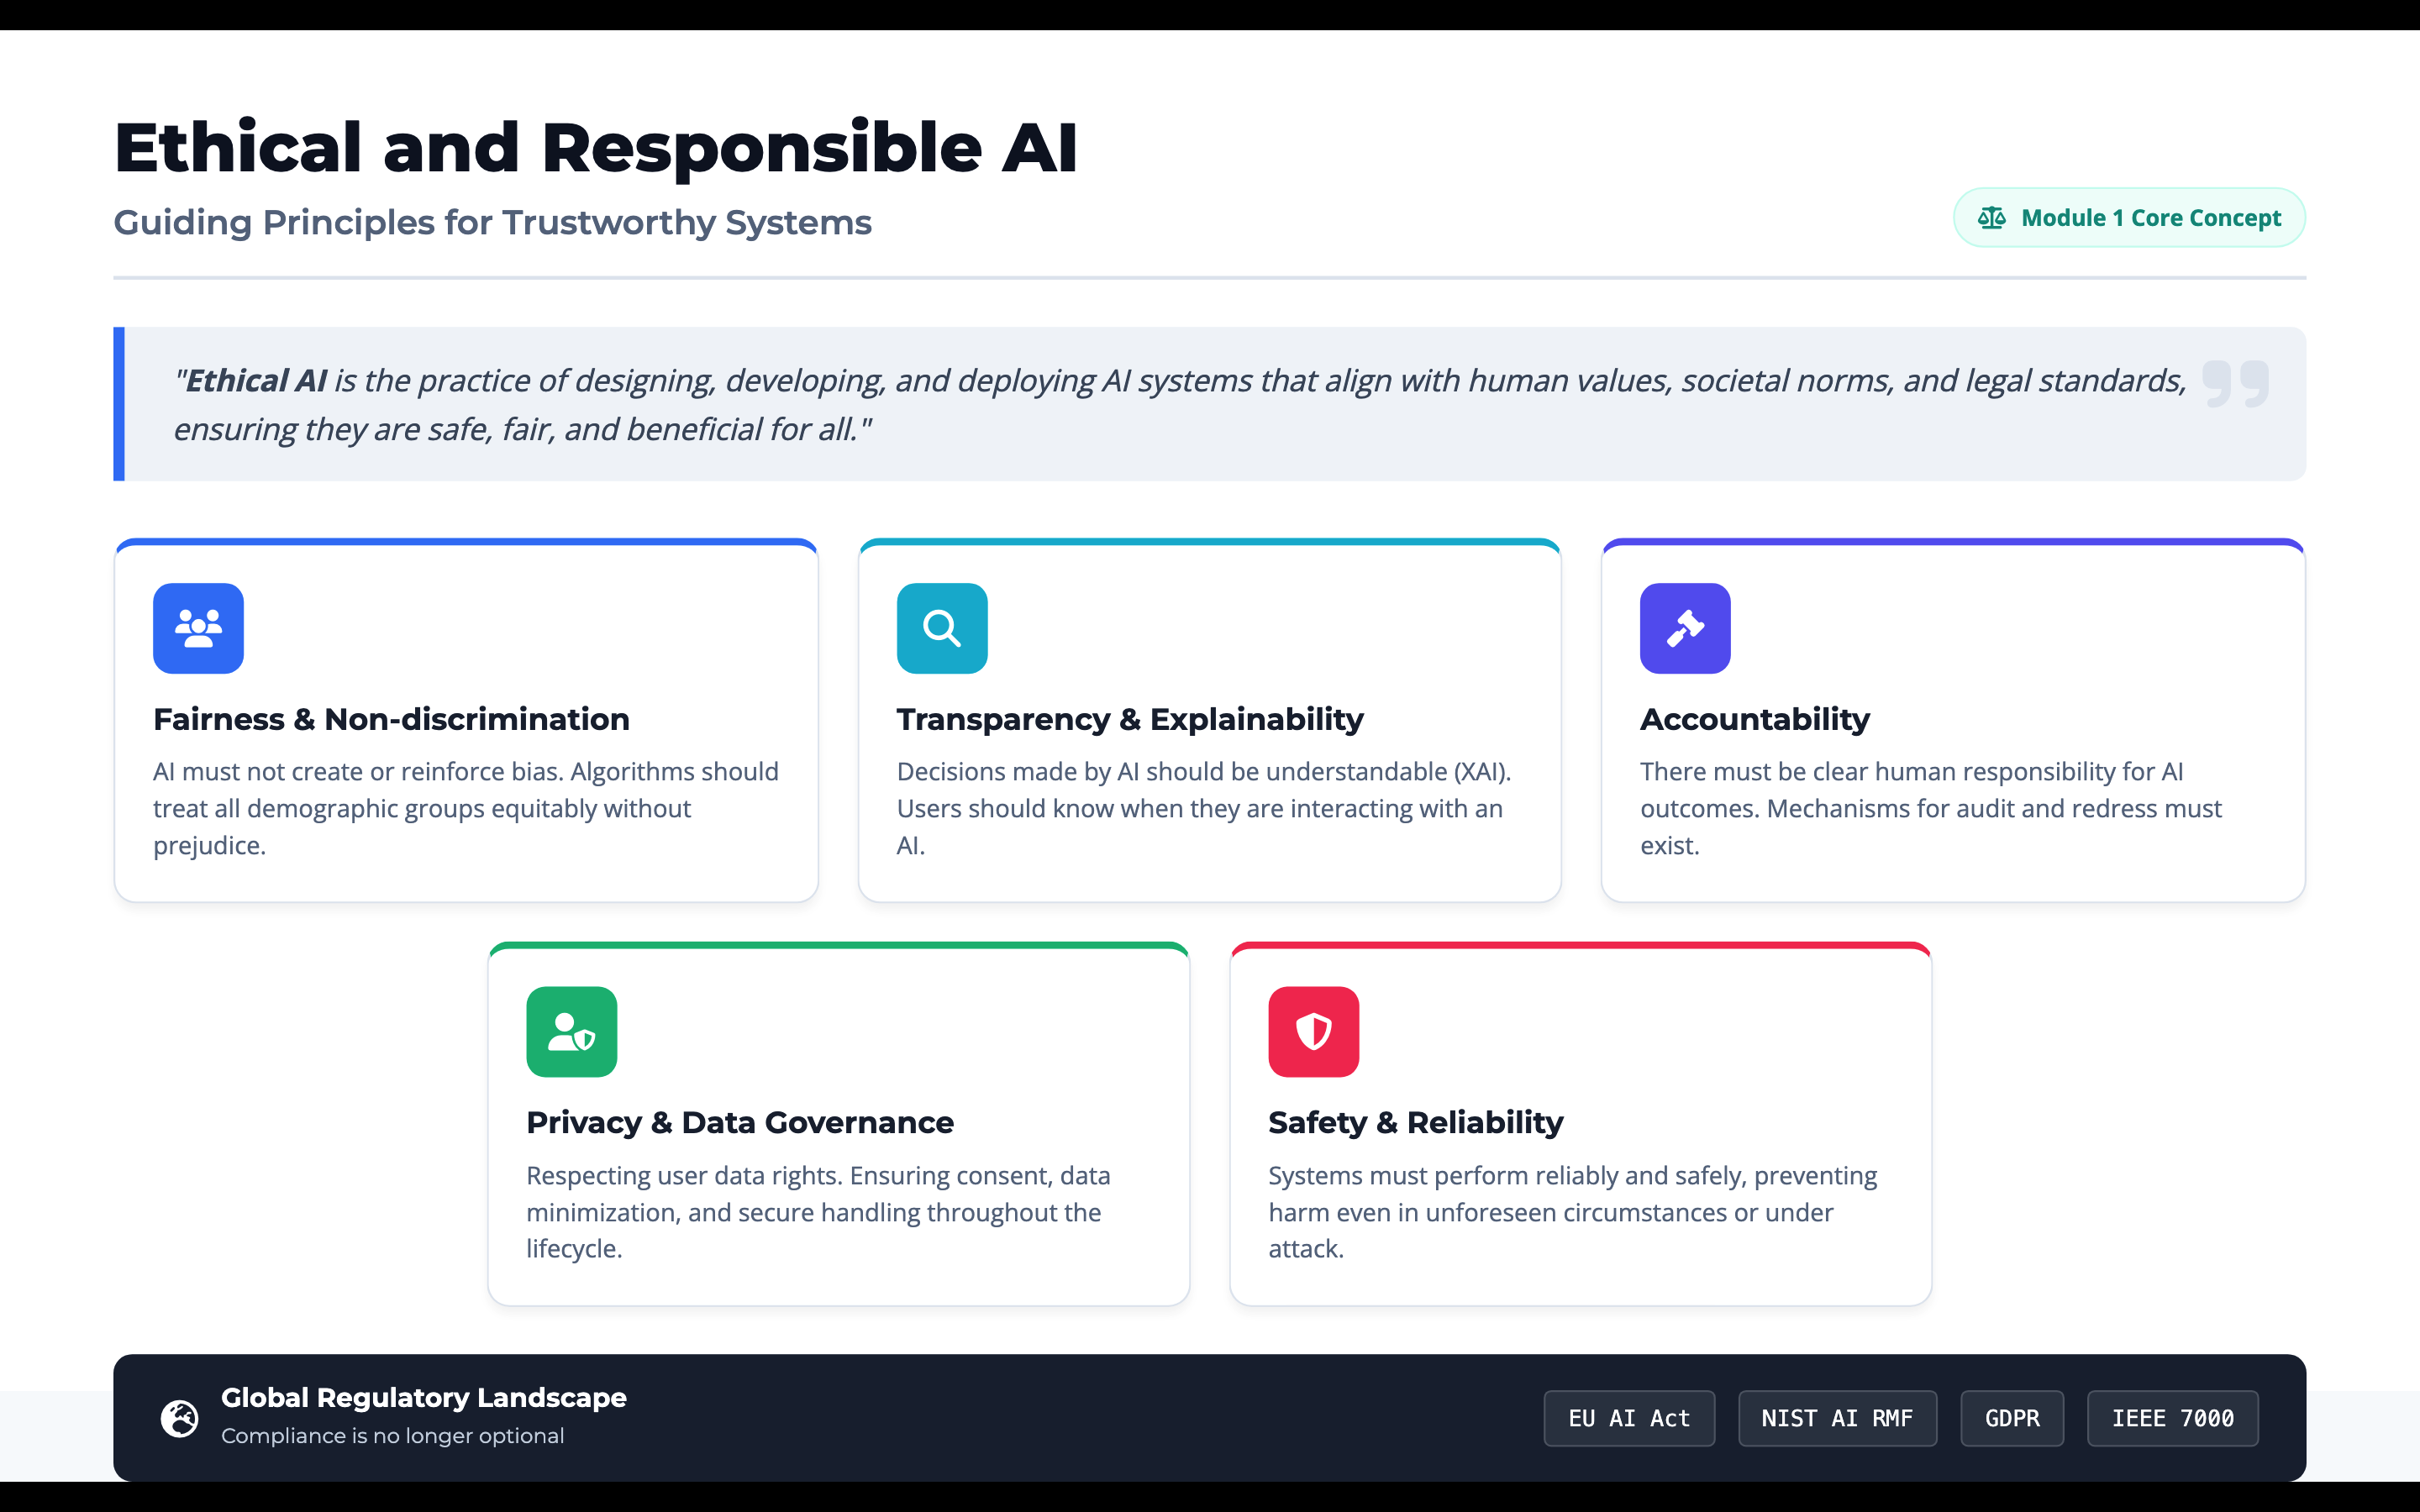 Ethical and Responsible AI
Guiding Principles for Trustworthy Systems
Module 1 Core Concept
"Ethical AI is the practice of designing, developing, and deploying AI systems that align with human values, societal norms, and legal standards,
ensuring they are safe, fair, and beneficial for all."
Fairness & Non-discrimination
AI must not create or reinforce bias. Algorithms should
treat all demographic groups equitably without
prejudice.
Transparency & Explainability
Decisions made by AI should be understandable (XAI).
Users should know when they are interacting with an
AI.
Accountability
There must be clear human responsibility for AI
outcomes. Mechanisms for audit and redress must
exist.
Privacy & Data Governance
Respecting user data rights. Ensuring consent, data
minimization, and secure handling throughout the
lifecycle.
Safety & Reliability
Systems must perform reliably and safely, preventing
harm even in unforeseen circumstances or under
attack.
Global Regulatory Landscape
Compliance is no longer optional
EU AI Act
NIST AI RMF
GDPR
IEEE 7000